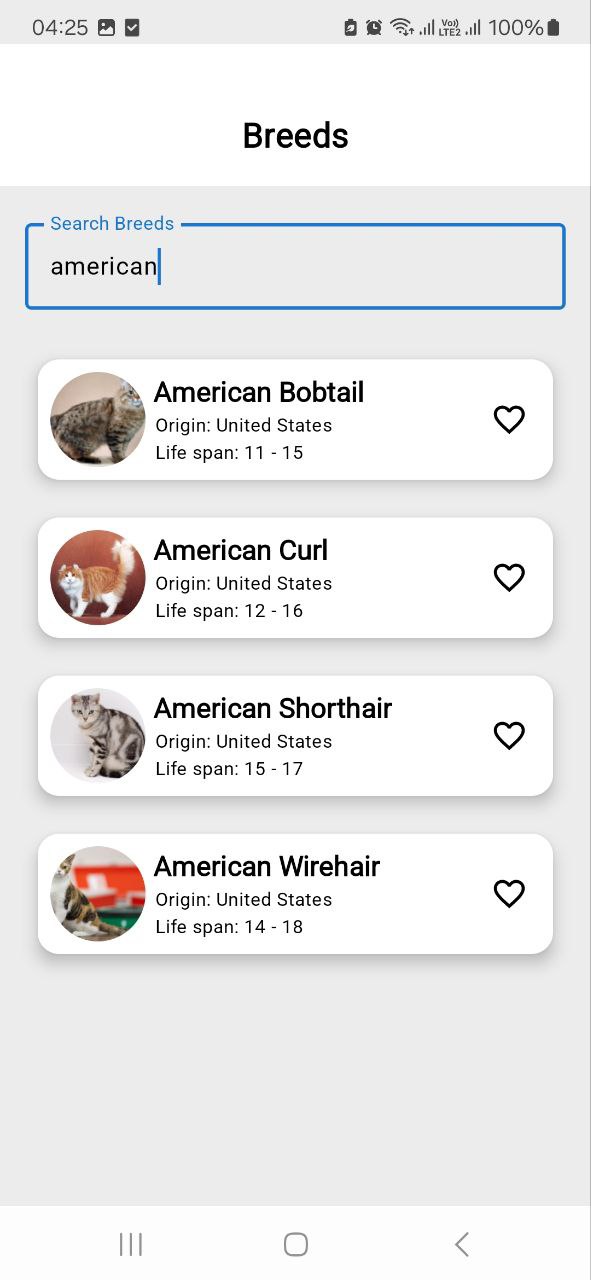 04:25
Vo)) LTE2
100%
Breeds
Search Breeds
american
American Bobtail
Origin: United States
Life span: 11 - 15
American Curl
Origin: United States
Life span: 12 - 16
American Shorthair
Origin: United States
Life span: 15 - 17
American Wirehair
Origin: United States
Life span: 14 - 18